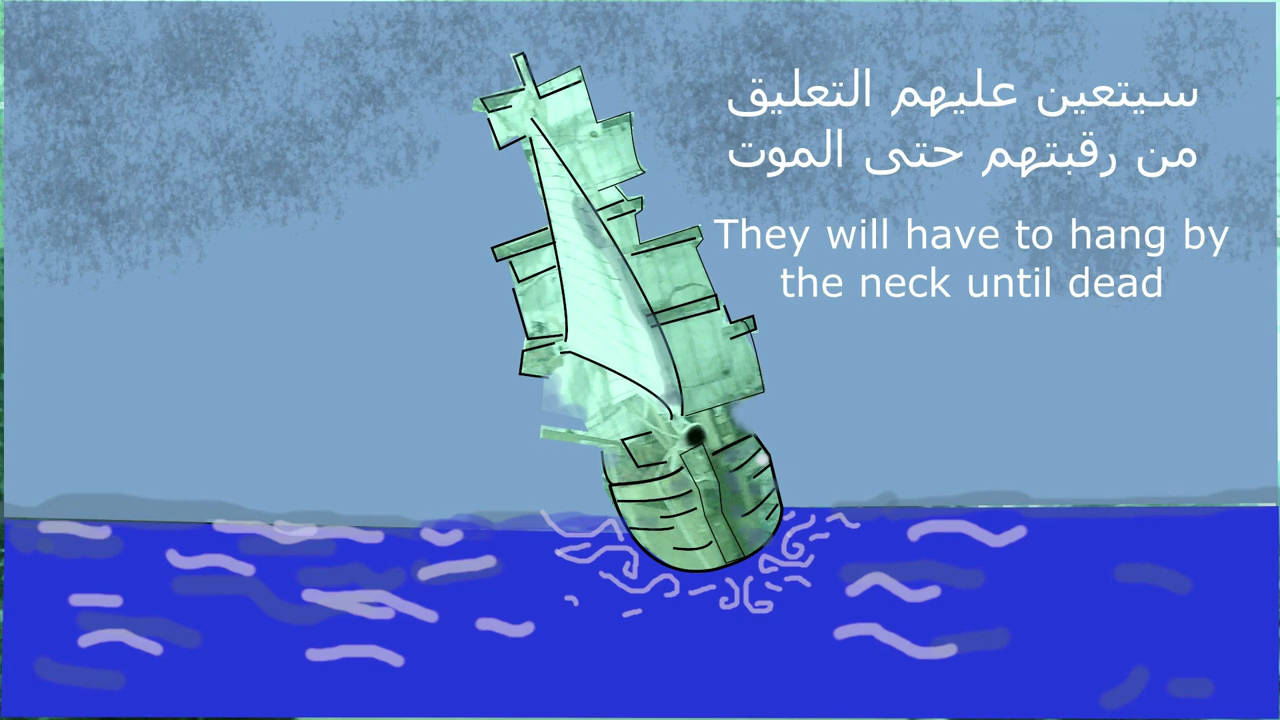 سيتعين عليهم التعليق
من رقبتهم حتى الموت
They will have to hang by
the neck until dead